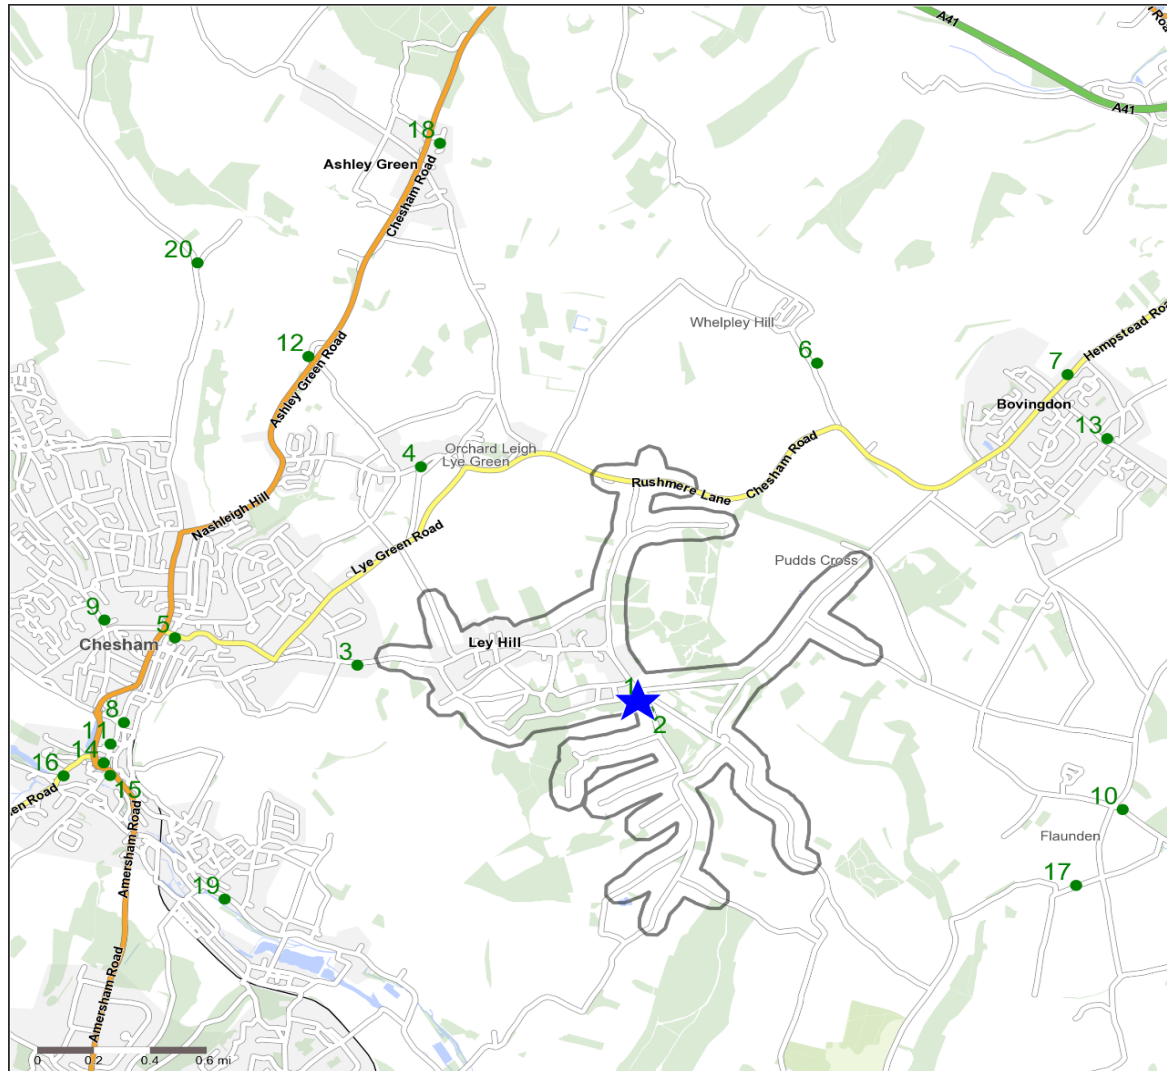 A41
Road
A41
18
Ashley Green
Chesham Road
20
Whelpley Hill
Hempstead Roa
12
6
7
Ashley Green Road
Bovingdon
13
Orchard Leigh
4
Lye Green
Chesham Road
Rushmere Lane
Nashleigh Hill
Lye Green Road
Pudds Cross
9
5
Chesham
Ley Hill
3
1
8
2
11
14
16
15
en Road
10
Amersham Road
Flaunden
17
19
Amersham Road
0 0.2 0.4 0.6 mi